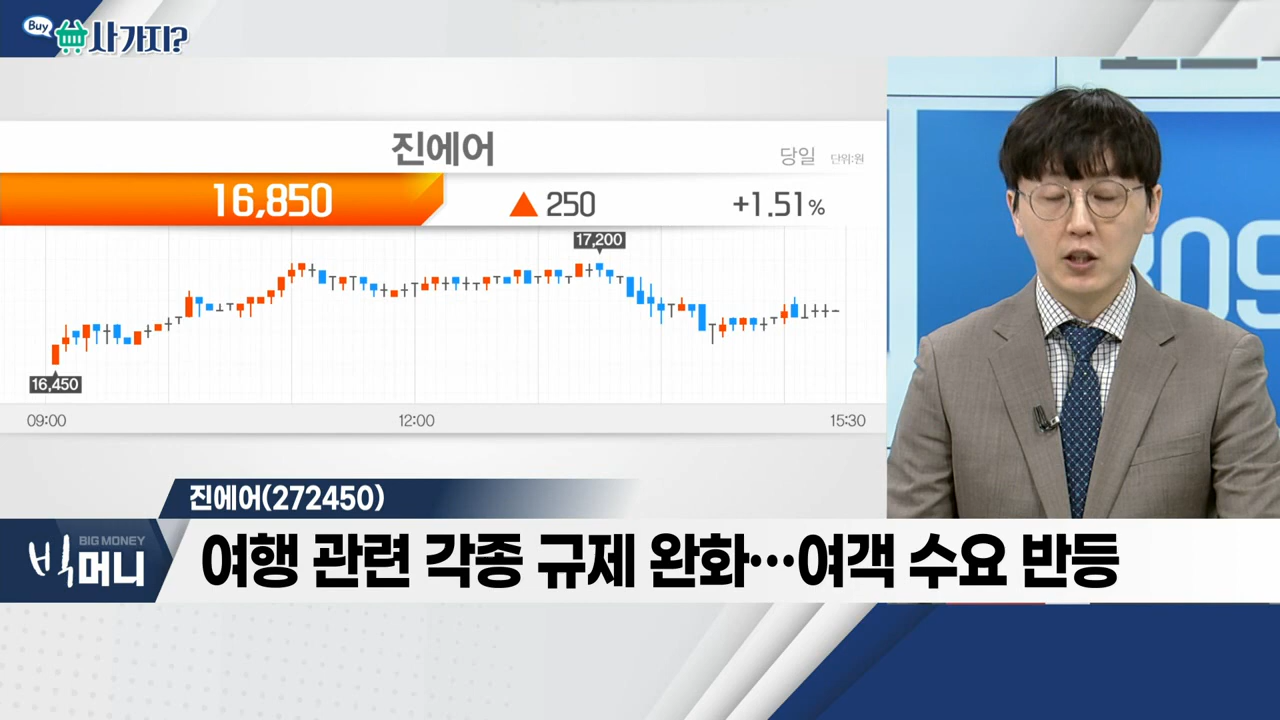 Buy
사가지?
진에어
당일 단위:원
16,850 ▲ 250 +1.51%
17,200
16,450
09:00 12:00 15:30
진에어(272450)
BIG MONEY
빅머니
여행 관련 각종 규제 완화…여객 수요 반등